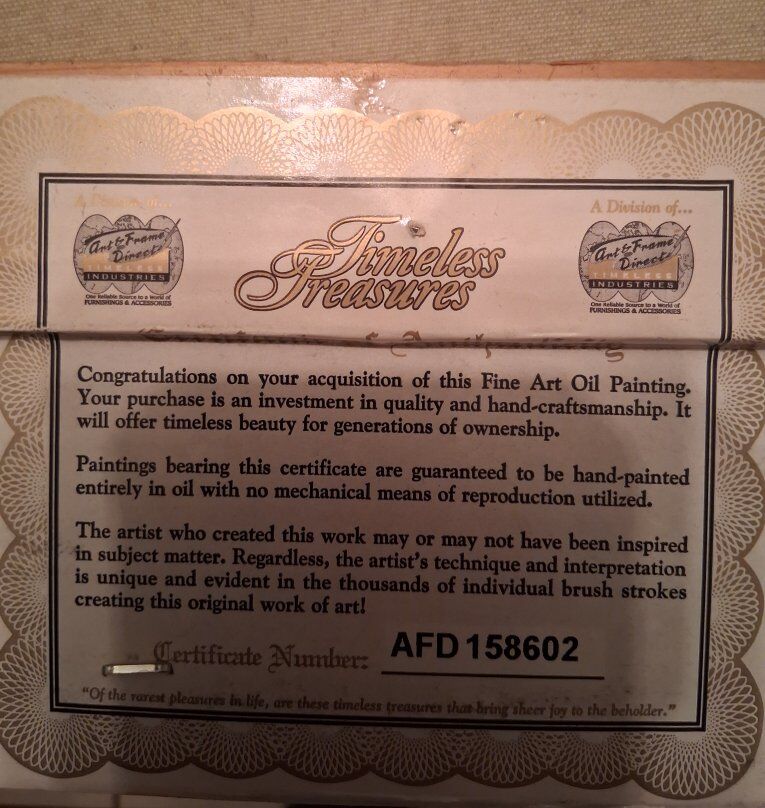 A Division of...
A Division of...
Art & Frame
Direct
TIMELESS
INDUSTRIES
One Reliable Source to a World of
FURNISHINGS & ACCESSORIES
Timeless
Treasures
Art & Frame
Direct
TIMELESS
INDUSTRIES
One Reliable Source to a World of
FURNISHINGS & ACCESSORIES
Congratulations on your acquisition of this Fine Art Oil Painting.
Your purchase is an investment in quality and hand-craftsmanship. It
will offer timeless beauty for generations of ownership.
Paintings bearing this certificate are guaranteed to be hand-painted
entirely in oil with no mechanical means of reproduction utilized.
The artist who created this work may or may not have been inspired
in subject matter. Regardless, the artist's technique and interpretation
is unique and evident in the thousands of individual brush strokes
creating this original work of art!
Certificate Number: AFD 158602
"Of the rarest pleasures in life, are these timeless treasures that bring sheer joy to the beholder."